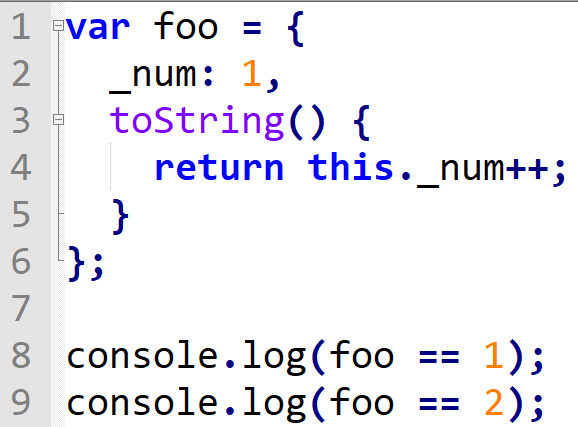 1 var foo = {
2   _num: 1,
3   toString() {
4     return this._num++;
5   }
6 };
7
8 console.log(foo == 1);
9 console.log(foo == 2);